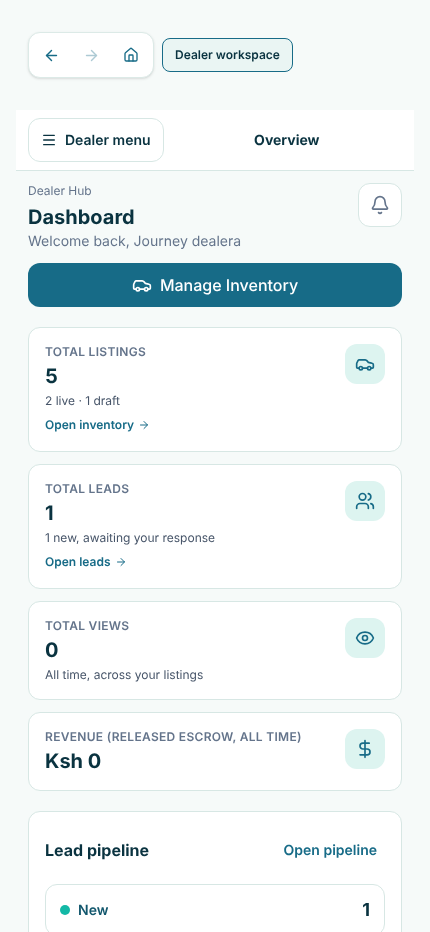 Dealer workspace
Dealer menu
Overview
Dealer Hub
Dashboard
Welcome back, Journey dealera
Manage Inventory
TOTAL LISTINGS
5
2 live · 1 draft
Open inventory →
TOTAL LEADS
1
1 new, awaiting your response
Open leads →
TOTAL VIEWS
0
All time, across your listings
REVENUE (RELEASED ESCROW, ALL TIME)
Ksh 0
Lead pipeline
Open pipeline
New
1